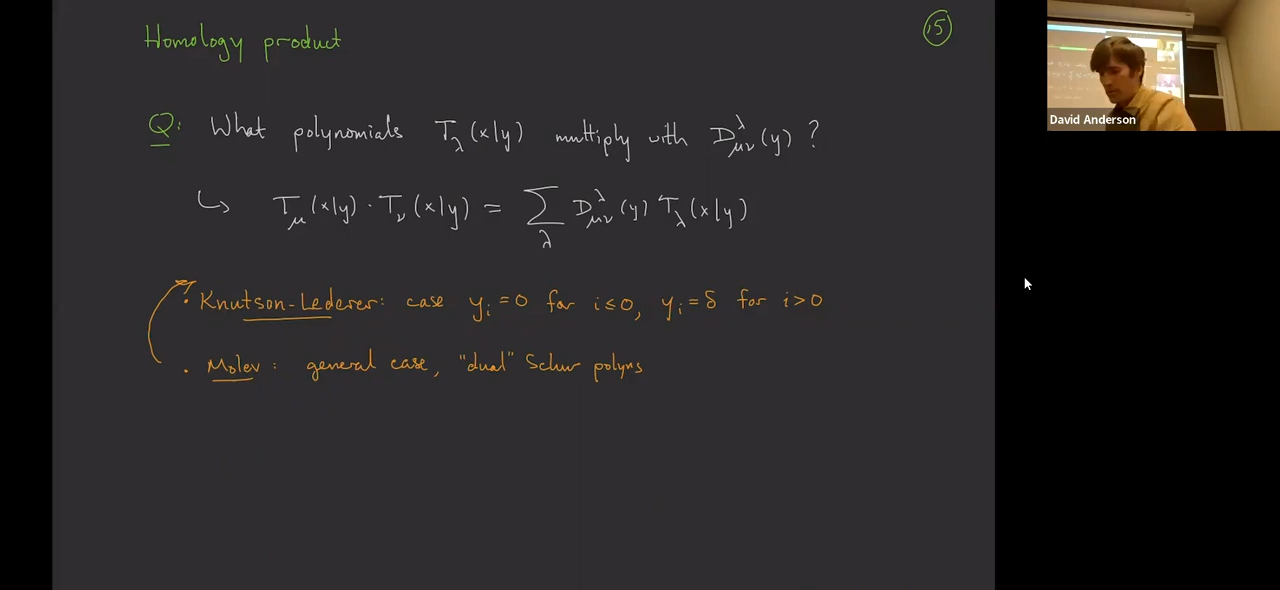 Homology product
15
Q: What polynomials T_λ(x|y) multiply with D^λ_μν(y)?
↳ T_μ(x|y) · T_ν(x|y) = Σ_λ D^λ_μν(y) T_λ(x|y)
· Knutson-Lederer: case y_i = 0 for i ≤ 0, y_i = δ for i > 0
· Molev: general case, "dual" Schur polyns
David Anderson